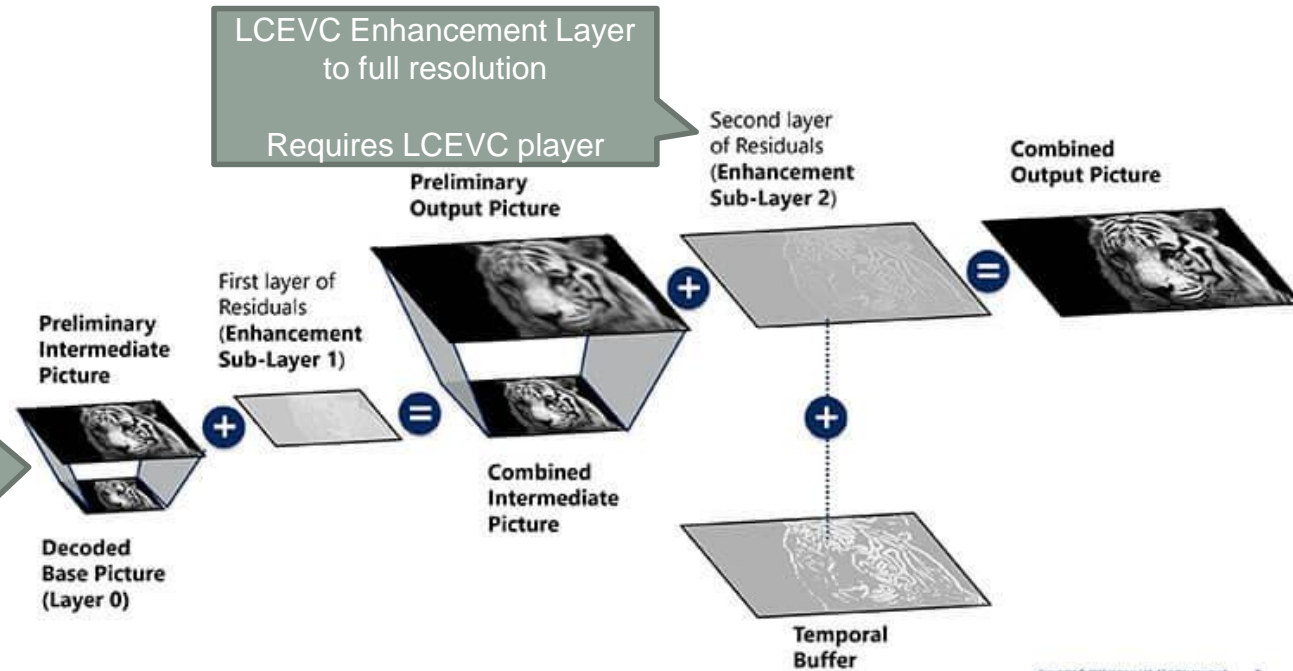 LCEVC Enhancement Layer
to full resolution
Requires LCEVC player
Second layer
of Residuals
(Enhancement
Sub-Layer 2)
Combined
Output Picture
Preliminary
Output Picture
First layer of
Residuals
(Enhancement
Sub-Layer 1)
Preliminary
Intermediate
Picture
+
=
+
=
+
Combined
Intermediate
Picture
Decoded
Base Picture
(Layer 0)
Temporal
Buffer